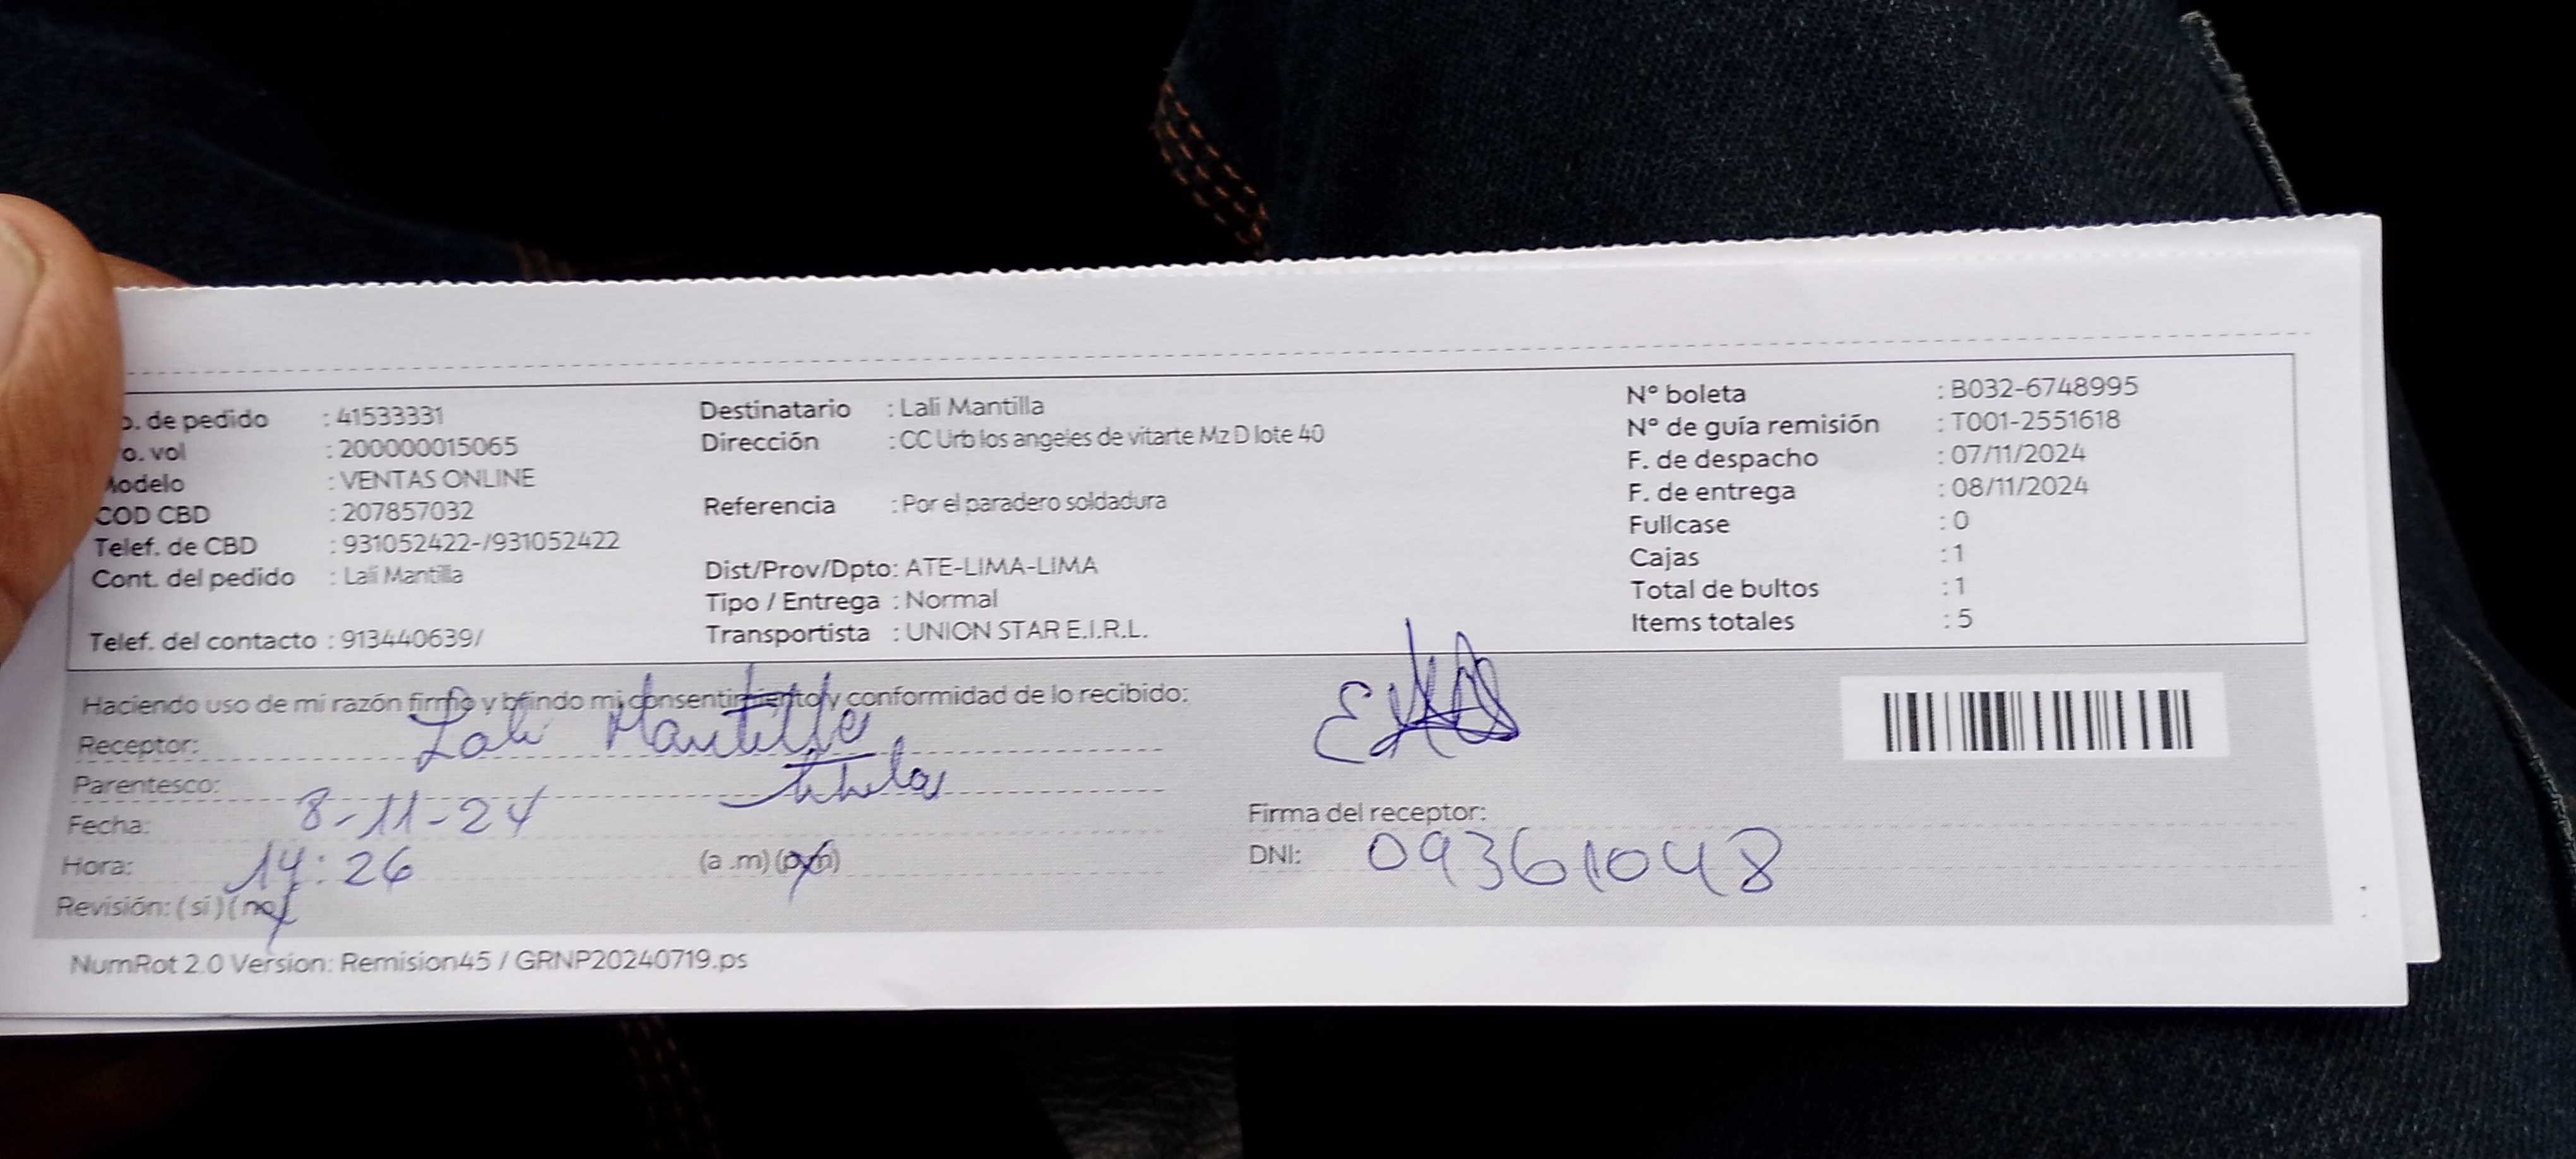 o. de pedido : 41533331
o. vol : 200000015065
Modelo : VENTAS ONLINE
COD CBD : 207857032
Telef. de CBD : 931052422-/931052422
Cont. del pedido : Lali Mantilla
Telef. del contacto : 913440639/
Destinatario : Lali Mantilla
Dirección : CC Urb los angeles de vitarte Mz D lote 40
Referencia : Por el paradero soldadura
Dist/Prov/Dpto: ATE-LIMA-LIMA
Tipo / Entrega : Normal
Transportista : UNION STAR E.I.R.L.
N° boleta : B032-6748995
N° de guía remisión : T001-2551618
F. de despacho : 07/11/2024
F. de entrega : 08/11/2024
Fullcase : 0
Cajas : 1
Total de bultos : 1
Items totales : 5
Haciendo uso de mi razón firmo y brindo mi consentimiento y conformidad de lo recibido:
Receptor: Lali Mantilla
Parentesco: titular
Fecha: 8-11-24
Hora: 14:26 (a .m) (p.m)
Revisión: ( si ) ( no )
Firma del receptor:
DNI: 09361048
NumRot 2.0 Version: Remision45 / GRNP20240719.ps